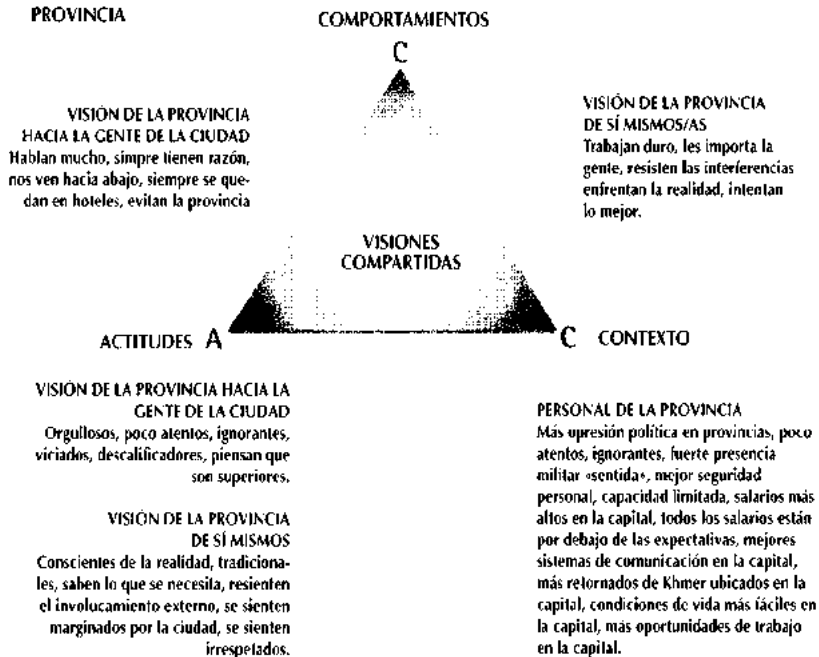 PROVINCIA
COMPORTAMIENTOS
C
VISIÓN DE LA PROVINCIA
HACIA LA GENTE DE LA CIUDAD
Hablan mucho, simpre tienen razón,
nos ven hacia abajo, siempre se que-
dan en hoteles, evitan la provincia
VISIÓN DE LA PROVINCIA
DE SÍ MISMOS/AS
Trabajan duro, les importa la
gente, resisten las interferencias
enfrentan la realidad, intentan
lo mejor.
VISIONES
COMPARTIDAS
ACTITUDES A
C CONTEXTO
VISIÓN DE LA PROVINCIA HACIA LA
GENTE DE LA CIUDAD
Orgullosos, poco atentos, ignorantes,
viciados, descalificadores, piensan que
son superiores.
VISIÓN DE LA PROVINCIA
DE SÍ MISMOS
Conscientes de la realidad, tradiciona-
les, saben lo que se necesita, resienten
el involucamiento externo, se sienten
marginados por la ciudad, se sienten
irrespetados.
PERSONAL DE LA PROVINCIA
Más opresión política en provincias, poco
atentos, ignorantes, fuerte presencia
militar «sentida», mejor seguridad
personal, capacidad limitada, salarios más
altos en la capital, todos los salarios están
por debajo de las expectativas, mejores
sistemas de comunicación en la capital,
más retornados de Khmer ubicados en la
capital, condiciones de vida más fáciles en
la capital, más oportunidades de trabajo
en la capital.